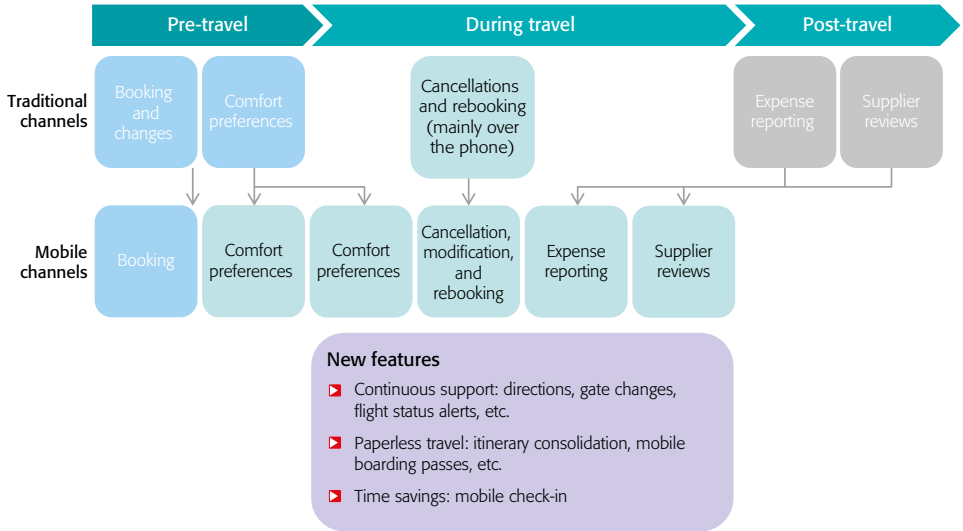 Pre-travel
During travel
Post-travel
Traditional
channels
Booking
and
changes
Comfort
preferences
Cancellations
and rebooking
(mainly over
the phone)
Expense
reporting
Supplier
reviews
Mobile
channels
Booking
Comfort
preferences
Comfort
preferences
Cancellation,
modification,
and
rebooking
Expense
reporting
Supplier
reviews
New features
Continuous support: directions, gate changes,
flight status alerts, etc.
Paperless travel: itinerary consolidation, mobile
boarding passes, etc.
Time savings: mobile check-in